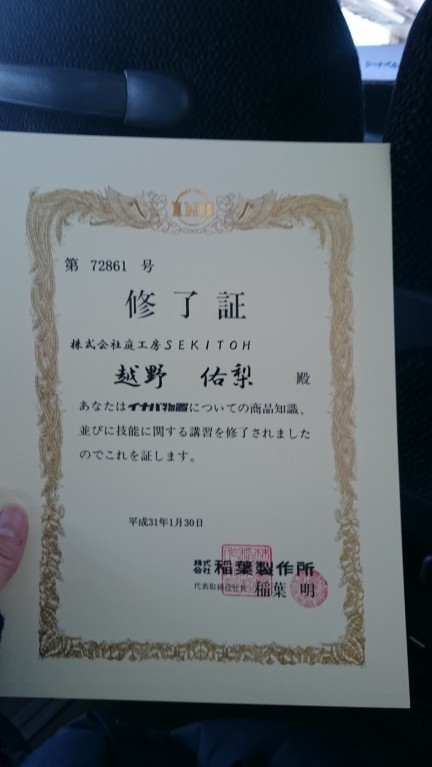 シートベル
INB
第 72861 号
修了証
株式会社庭工房SEKITOH
越野 佑梨 殿
あなたはイナバ物置についての商品知識、
並びに技能に関する講習を修了されました
のでこれを証します。
平成31年1月30日
株式会社 稲葉製作所
代表取締役社長 稲葉 明